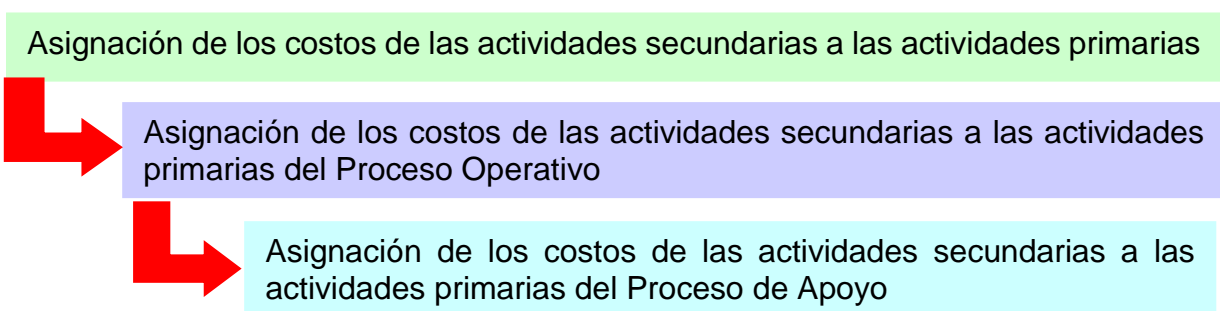 Asignación de los costos de las actividades secundarias a las actividades primarias
Asignación de los costos de las actividades secundarias a las actividades
primarias del Proceso Operativo
Asignación de los costos de las actividades secundarias a las
actividades primarias del Proceso de Apoyo